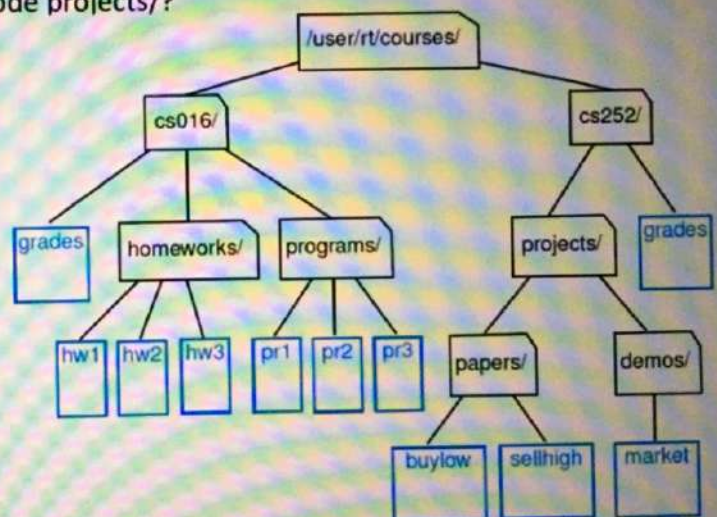 ode projects/?
/user/rt/courses/
cs016/
cs252/
grades
homeworks/
programs/
projects/
grades
hw1
hw2
hw3
pr1
pr2
pr3
papers/
demos/
buylow
sellhigh
market